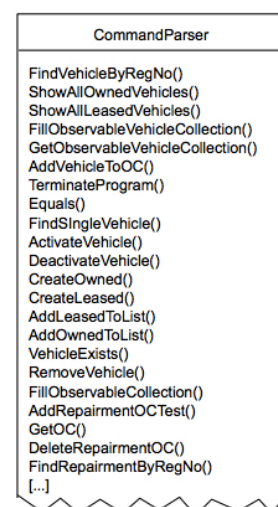 CommandParser
FindVehicleByRegNo()
ShowAllOwnedVehicles()
ShowAllLeasedVehicles()
FillObservableVehicleCollection()
GetObservableVehicleCollection()
AddVehicleToOC()
TerminateProgram()
Equals()
FindSIngleVehicle()
ActivateVehicle()
DeactivateVehicle()
CreateOwned()
CreateLeased()
AddLeasedToList()
AddOwnedToList()
VehicleExists()
RemoveVehicle()
FillObservableCollection()
AddRepairmentOCTest()
GetOC()
DeleteRepairmentOC()
FindRepairmentByRegNo()
[...]